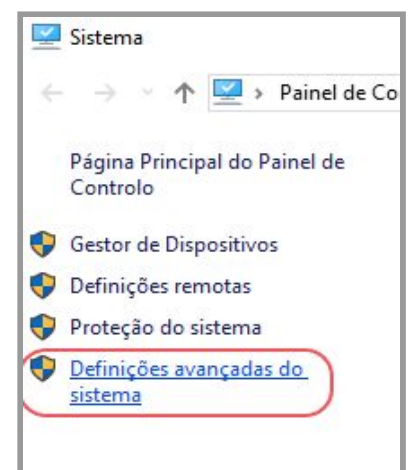 Sistema
Painel de Co
Página Principal do Painel de
Controlo
Gestor de Dispositivos
Definições remotas
Proteção do sistema
Definições avançadas do
sistema